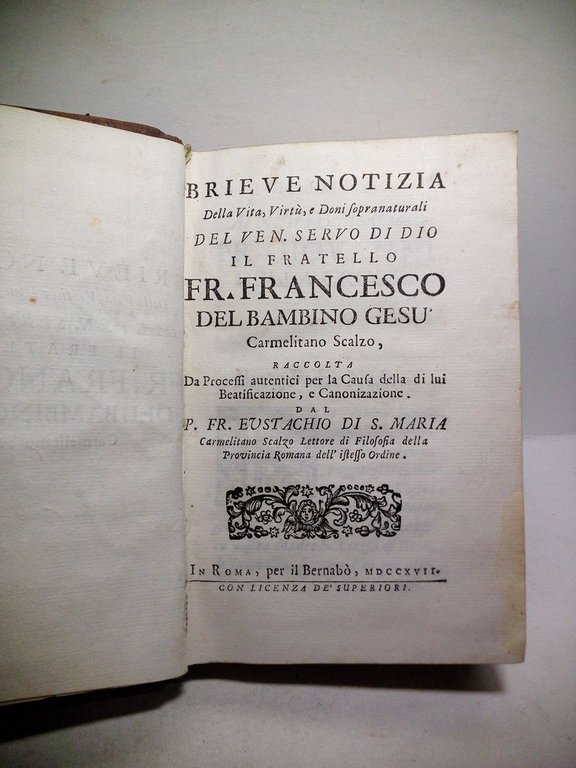 BRIEVE NOTIZIA
Della Vita, Virtù, e Doni ſopranaturali
DEL VEN. SERVO DI DIO
IL FRATELLO
FR. FRANCESCO
DEL BAMBINO GESU'
Carmelitano Scalzo,
RACCOLTA
Da Proceſſi autentici per la Cauſa della di lui
Beatificazione, e Canonizazione.
DAL
P. FR. EUSTACHIO DI S. MARIA
Carmelitano Scalzo Lettore di Filoſofia della
Provincia Romana dell' iſteſſo Ordine.
IN ROMA, per il Bernabò, MDCCXVII.
CON LICENZA DE' SUPERIORI.